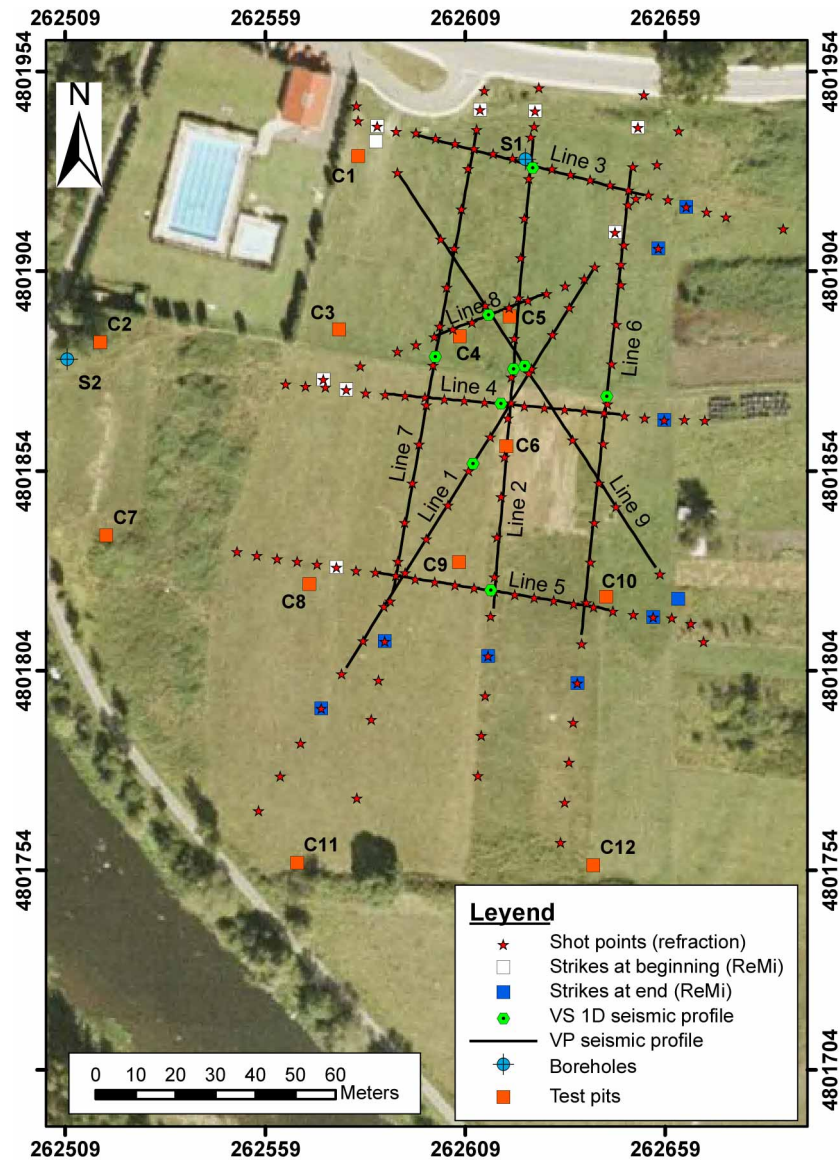 262509 262559 262609 262659
4801954
4801954
N
S1
Line 3
C1
4801904
4801904
Line 8
C5
C3
C2
C4
Line 6
S2
Line 4
C6
Line 7
4801854
4801854
Line 1
Line 2
Line 9
C7
C9
C10
Line 5
C8
4801804
4801804
C11
C12
4801754
4801754
Leyend
Shot points (refraction)
Strikes at beginning (ReMi)
Strikes at end (ReMi)
VS 1D seismic profile
VP seismic profile
Boreholes
Test pits
0 10 20 30 40 50 60
Meters
4801704
4801704
262509 262559 262609 262659